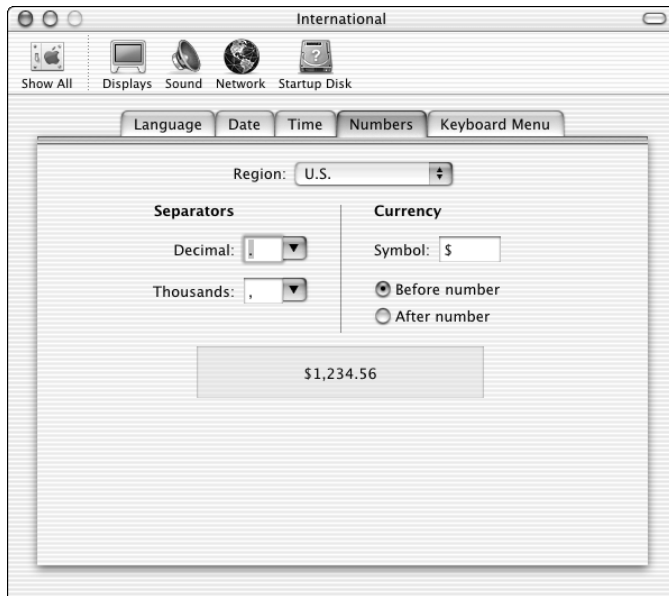 International
Show All Displays Sound Network Startup Disk
Language Date Time Numbers Keyboard Menu
Region: U.S.
Separators Currency
Decimal: . Symbol: $
Thousands: , Before number
After number
$1,234.56